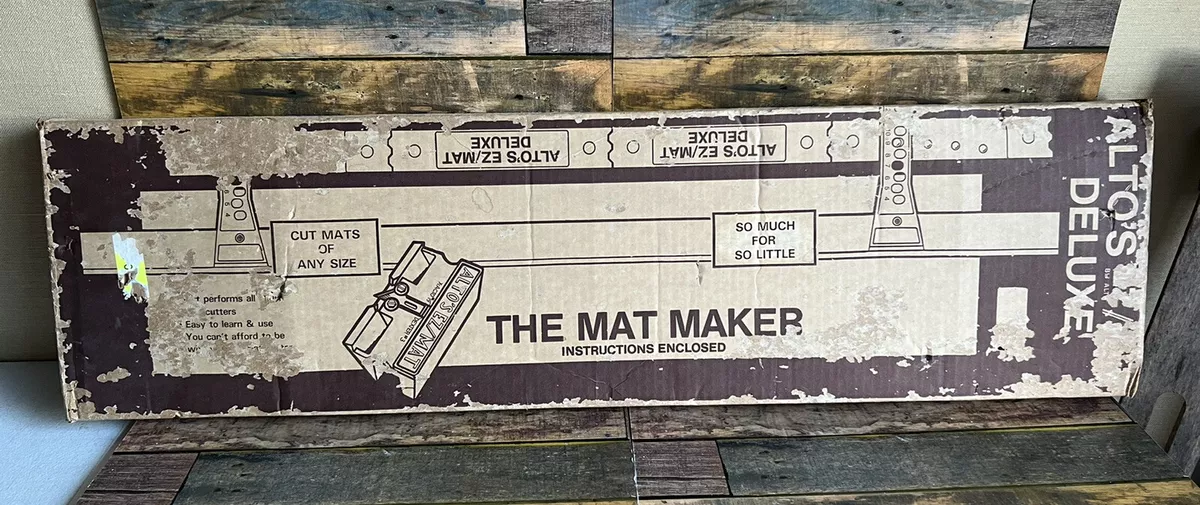 ALTO'S EZ/MAT
DELUXE
ALTO'S EZ/MAT
DELUXE
CUT MATS
OF
ANY SIZE
SO MUCH
FOR
SO LITTLE
performs all
cutters
Easy to learn & use
You can't afford to be
ALTO'S EZ/MAT
THE MAT MAKER
INSTRUCTIONS ENCLOSED
ALTO'S
DELUXE